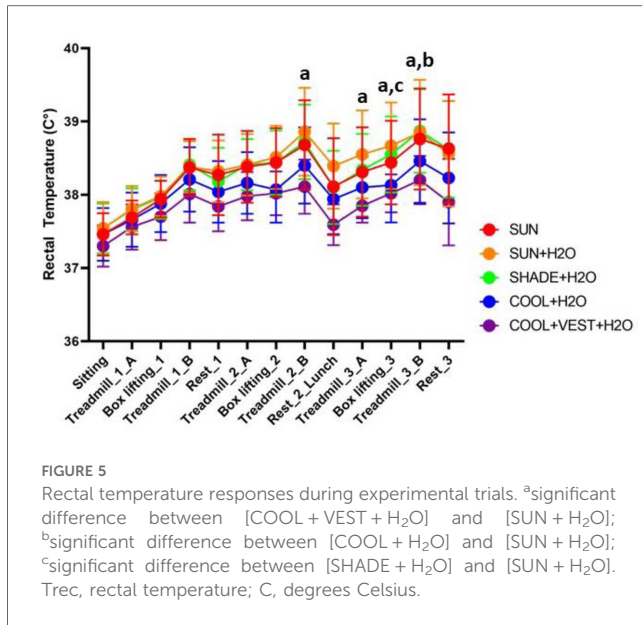 40
39
38
37
36
Rectal Temperature (C°)
a
a
a,c
a,b
SUN
SUN+H2O
SHADE+H2O
COOL+H2O
COOL+VEST+H2O
Sitting
Treadmill_1_A
Box lifting_1
Treadmill_1_B
Rest_1
Treadmill_2_A
Box lifting_2
Treadmill_2_B
Rest_2_Lunch
Treadmill_3_A
Box lifting_3
Treadmill_3_B
Rest_3
FIGURE 5
Rectal temperature responses during experimental trials. ᵃsignificant
difference between [COOL + VEST + H₂O] and [SUN + H₂O];
ᵇsignificant difference between [COOL + H₂O] and [SUN + H₂O];
ᶜsignificant difference between [SHADE + H₂O] and [SUN + H₂O].
Trec, rectal temperature; C, degrees Celsius.